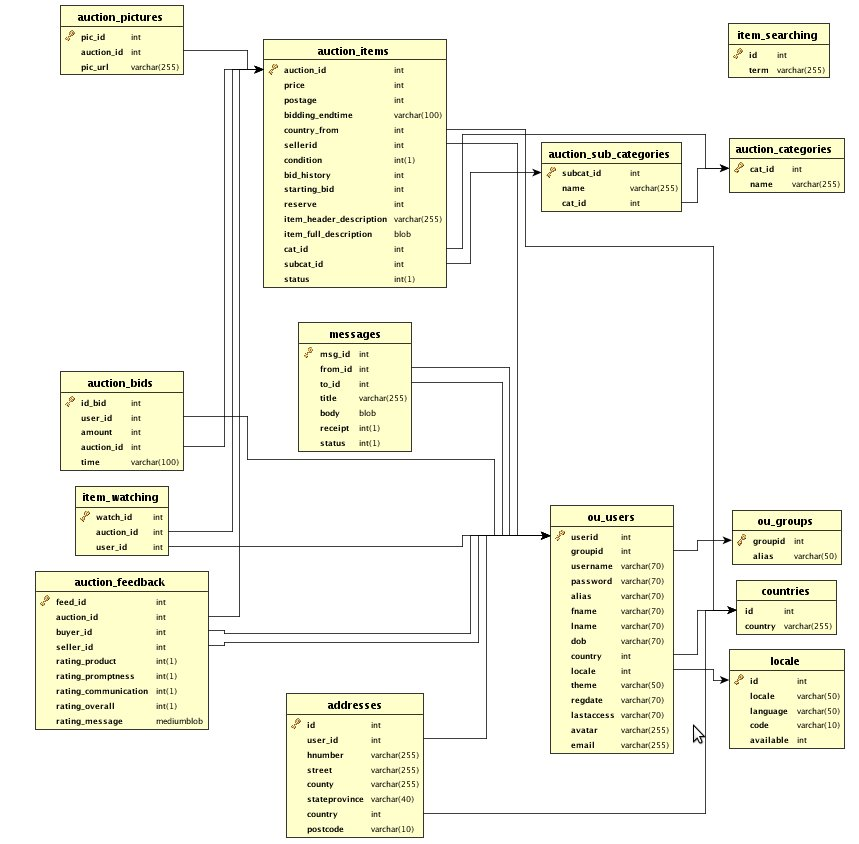 auction_pictures
pic_id int
auction_id int
pic_url varchar(255)
auction_items
auction_id int
price int
postage int
bidding_endtime varchar(100)
country_from int
sellerid int
condition int(1)
bid_history int
starting_bid int
reserve int
item_header_description varchar(255)
item_full_description blob
cat_id int
subcat_id int
status int(1)
item_searching
id int
term varchar(255)
auction_sub_categories
subcat_id int
name varchar(255)
cat_id int
auction_categories
cat_id int
name varchar(255)
messages
msg_id int
from_id int
to_id int
title varchar(255)
body blob
receipt int(1)
status int(1)
auction_bids
id_bid int
user_id int
amount int
auction_id int
time varchar(100)
item_watching
watch_id int
auction_id int
user_id int
auction_feedback
feed_id int
auction_id int
buyer_id int
seller_id int
rating_product int(1)
rating_promptness int(1)
rating_communication int(1)
rating_overall int(1)
rating_message mediumblob
addresses
id int
user_id int
hnumber varchar(255)
street varchar(255)
county varchar(255)
stateprovince varchar(40)
country int
postcode varchar(10)
ou_users
userid int
groupid int
username varchar(70)
password varchar(70)
alias varchar(70)
fname varchar(70)
lname varchar(70)
dob varchar(70)
country int
locale int
theme varchar(50)
regdate varchar(70)
lastaccess varchar(70)
avatar varchar(255)
email varchar(255)
ou_groups
groupid int
alias varchar(50)
countries
id int
country varchar(255)
locale
id int
locale varchar(50)
language varchar(50)
code varchar(10)
available int